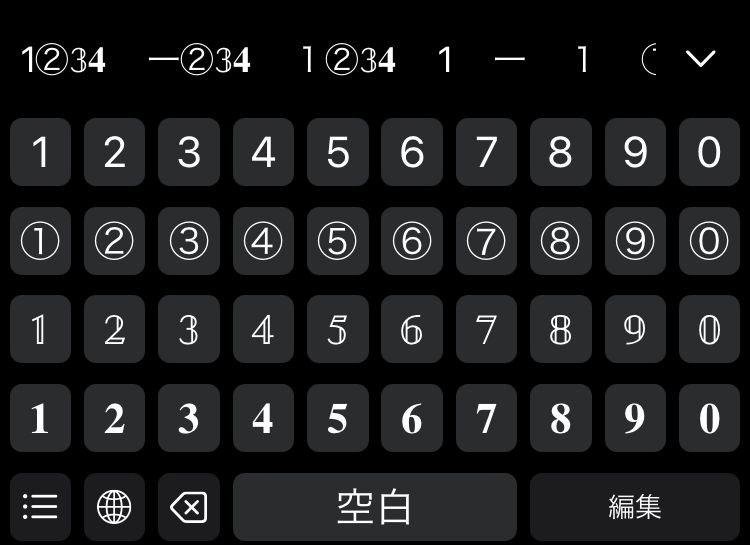 1②𝟛𝟒 一②𝟛𝟒 １②𝟛𝟒 1 一 １
1 2 3 4 5 6 7 8 9 0
① ② ③ ④ ⑤ ⑥ ⑦ ⑧ ⑨ ⓪
𝟙 𝟚 𝟛 𝟜 𝟝 𝟞 𝟟 𝟠 𝟡 𝟘
𝟏 𝟐 𝟑 𝟒 𝟓 𝟔 𝟕 𝟖 𝟗 𝟎
空白 編集